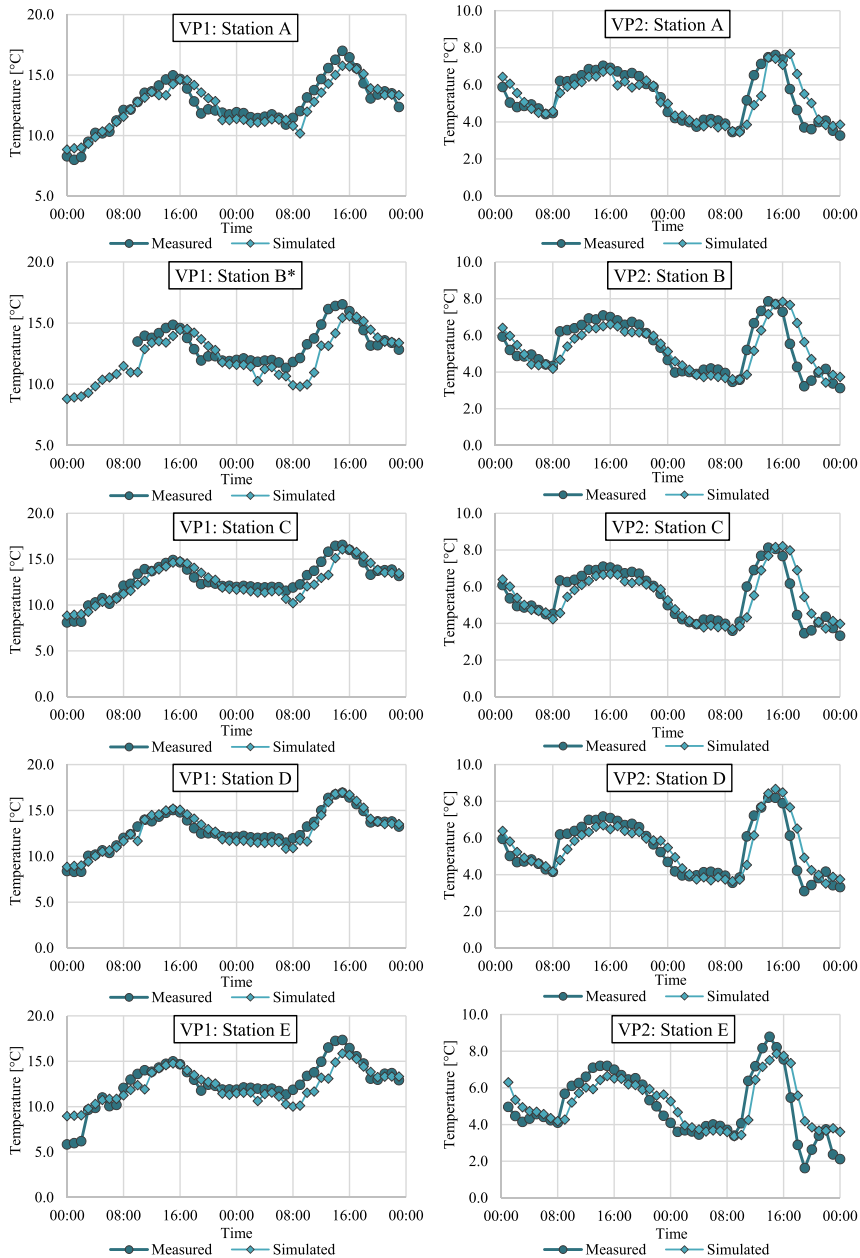 VP1: Station A
Temperature [°C]
20.0
15.0
10.0
5.0
00:00 08:00 16:00 00:00 08:00 16:00 00:00
Time
Measured Simulated
VP2: Station A
Temperature [°C]
10.0
8.0
6.0
4.0
2.0
0.0
00:00 08:00 16:00 00:00 08:00 16:00 00:00
Time
Measured Simulated
VP1: Station B*
Temperature [°C]
20.0
15.0
10.0
5.0
00:00 08:00 16:00 00:00 08:00 16:00 00:00
Time
Measured Simulated
VP2: Station B
Temperature [°C]
10.0
8.0
6.0
4.0
2.0
0.0
00:00 08:00 16:00 00:00 08:00 16:00 00:00
Time
Measured Simulated
VP1: Station C
Temperature [°C]
20.0
15.0
10.0
5.0
0.0
00:00 08:00 16:00 00:00 08:00 16:00 00:00
Time
Measured Simulated
VP2: Station C
Temperature [°C]
10.0
8.0
6.0
4.0
2.0
0.0
00:00 08:00 16:00 00:00 08:00 16:00 00:00
Time
Measured Simulated
VP1: Station D
Temperature [°C]
20.0
15.0
10.0
5.0
0.0
00:00 08:00 16:00 00:00 08:00 16:00 00:00
Time
Measured Simulated
VP2: Station D
Temperature [°C]
10.0
8.0
6.0
4.0
2.0
0.0
00:00 08:00 16:00 00:00 08:00 16:00 00:00
Time
Measured Simulated
VP1: Station E
Temperature [°C]
20.0
15.0
10.0
5.0
0.0
00:00 08:00 16:00 00:00 08:00 16:00 00:00
Time
Measured Simulated
VP2: Station E
Temperature [°C]
10.0
8.0
6.0
4.0
2.0
0.0
00:00 08:00 16:00 00:00 08:00 16:00 00:00
Time
Measured Simulated